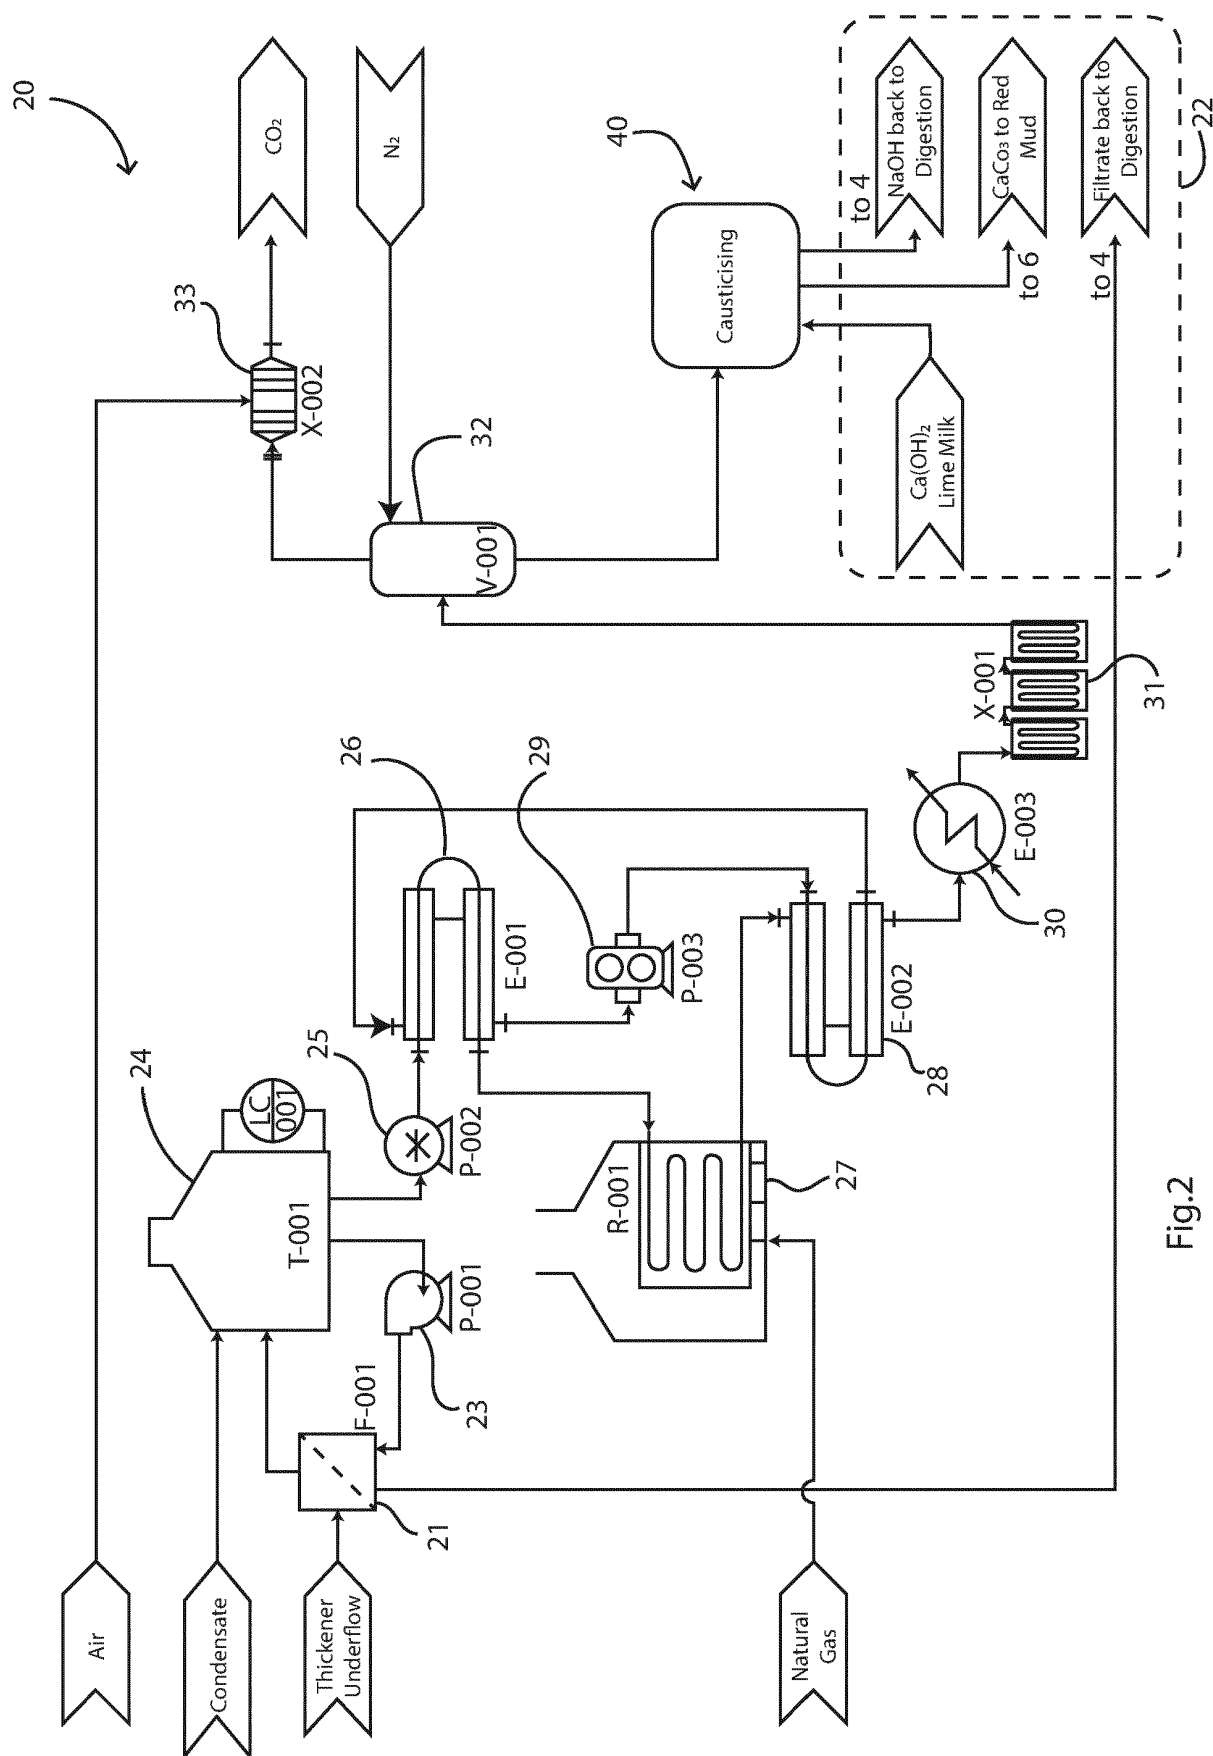 20
Air
Condensate
Thickener
Underflow
Natural
Gas
21
F-001
P-001
23
T-001
24
LC
001
P-002
25
E-001
26
R-001
27
P-003
29
E-002
28
E-003
30
X-001
31
V-001
32
X-002
33
CO₂
N₂
Causticising
40
Ca(OH)₂
Lime Milk
to 4
NaOH back to
Digestion
to 6
CaCo₃ to Red
Mud
to 4
Filtrate back to
Digestion
22
Fig.2